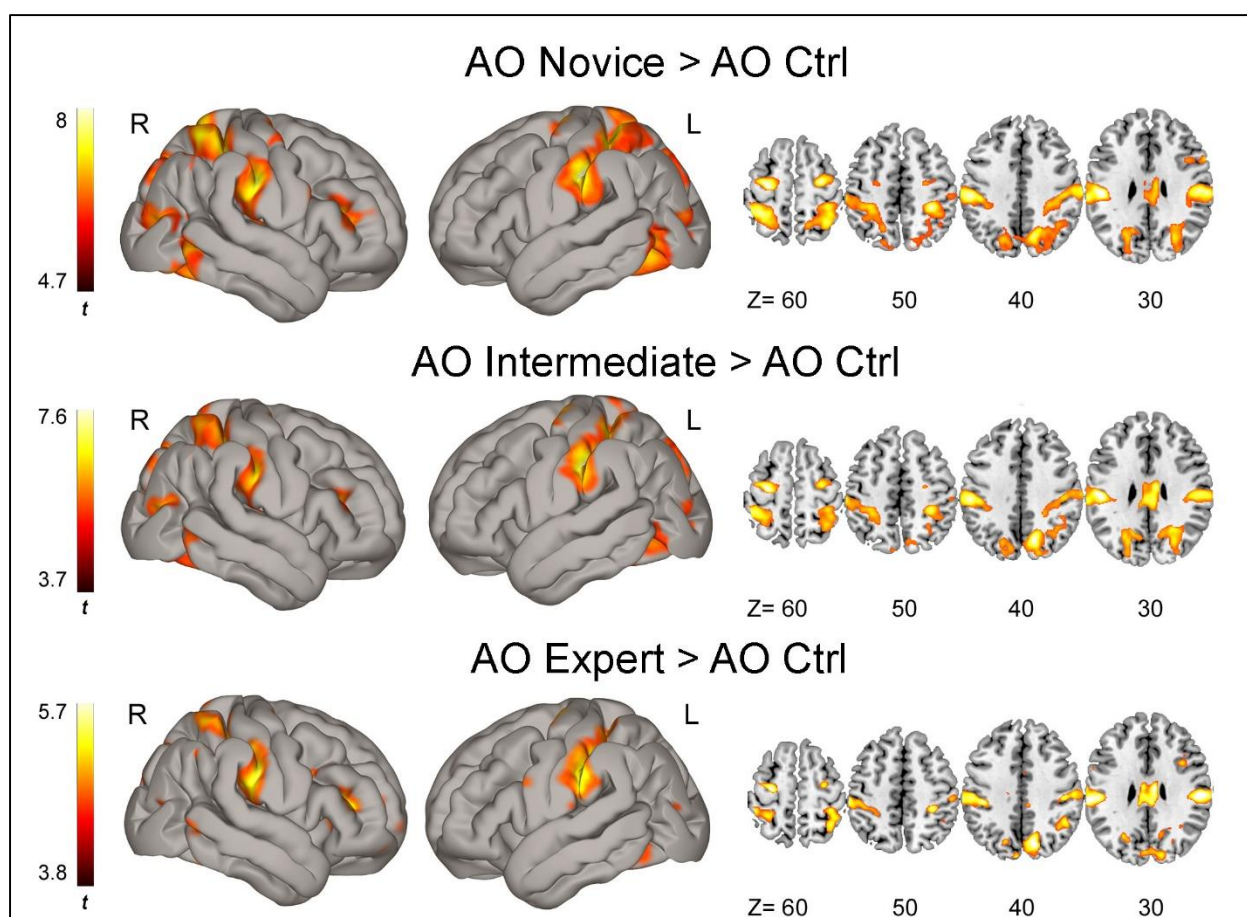 AO Novice > AO Ctrl
8
R
L
4.7
t
Z= 60 50 40 30
AO Intermediate > AO Ctrl
7.6
R
L
3.7
t
Z= 60 50 40 30
AO Expert > AO Ctrl
5.7
R
L
3.8
t
Z= 60 50 40 30